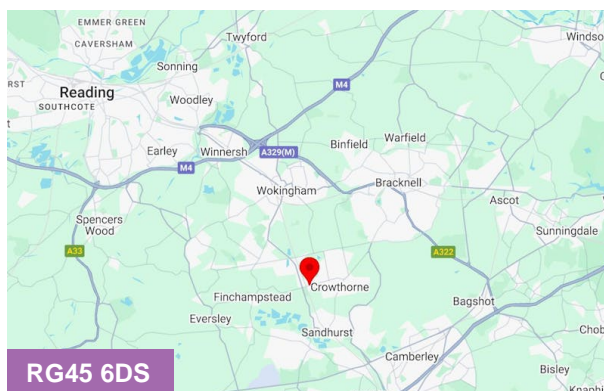 EMMER GREEN
CAVERSHAM
Twyford
Windso
Sonning
Reading
SOUTHCOTE
Woodley
M4
Earley
Winnersh
A329(M)
Binfield
Warfield
M4
Wokingham
Bracknell
Ascot
Spencers
Wood
Sunningdale
A33
A322
Crowthorne
Finchampstead
Bagshot
Eversley
Sandhurst
Chob
Camberley
Bisley
Knaphi
RG45 6DS